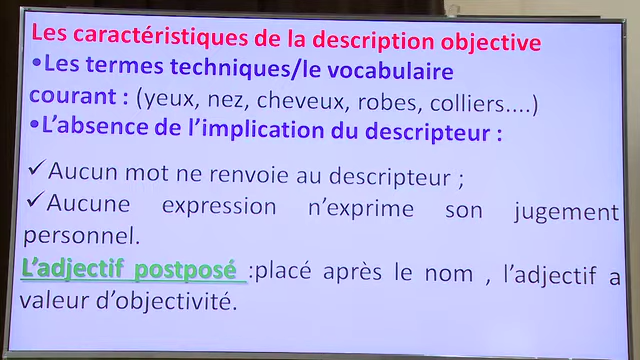 Les caractéristiques de la description objective
•Les termes techniques/le vocabulaire
courant : (yeux, nez, cheveux, robes, colliers....)
•L'absence de l'implication du descripteur :
✓Aucun mot ne renvoie au descripteur ;
✓Aucune expression n'exprime son jugement
personnel.
L'adjectif postposé :placé après le nom , l'adjectif a
valeur d'objectivité.